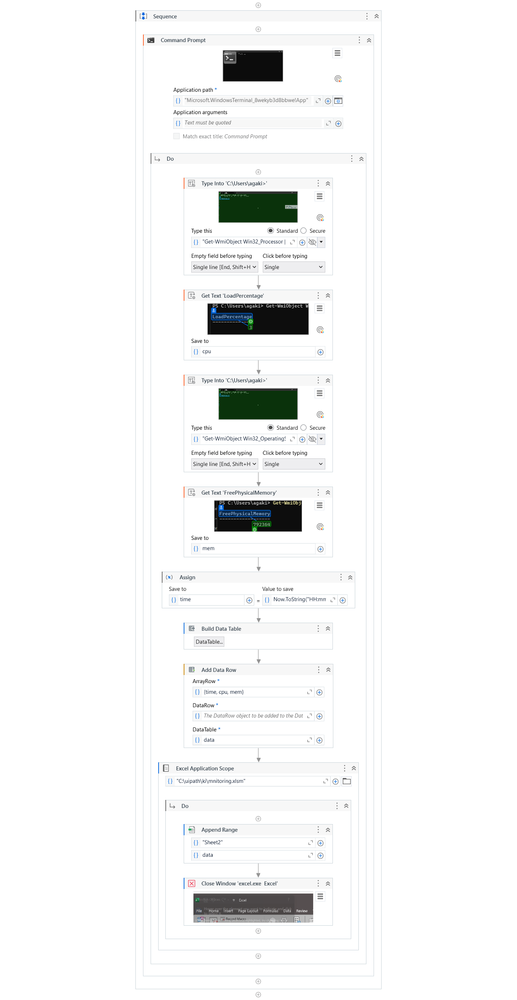 Sequence
Command Prompt
Application path *
"Microsoft.WindowsTerminal_8wekyb3d8bbwe!App"
Application arguments
Text must be quoted
Match exact title: Command Prompt
Do
Type Into 'C:\Users\agaki>'
Type this
Standard
Secure
"Get-WmiObject Win32_Processor |
Empty field before typing
Click before typing
Single line [End, Shift+H
Single
Get Text 'LoadPercentage'
PS C:\Users\agaki> Get-WmiObject W
LoadPercentage
3
Save to
cpu
Type Into 'C:\Users\agaki>'
Type this
Standard
Secure
"Get-WmiObject Win32_OperatingS
Empty field before typing
Click before typing
Single line [End, Shift+H
Single
Get Text 'FreePhysicalMemory'
PS C:\Users\agaki> Get-WmiObj
FreePhysicalMemory
792364
Save to
mem
Assign
Save to
Value to save
time
=
Now.ToString("HH:mm
Build Data Table
DataTable...
Add Data Row
ArrayRow *
{time, cpu, mem}
DataRow *
The DataRow object to be added to the Dat
DataTable *
data
Excel Application Scope
"C:\uipath\ki\mnitoring.xlsm"
Do
Append Range
"Sheet2"
data
Close Window 'excel.exe Excel'
Excel
File Home Insert Page Layout Formulas Data Review
Record Macro